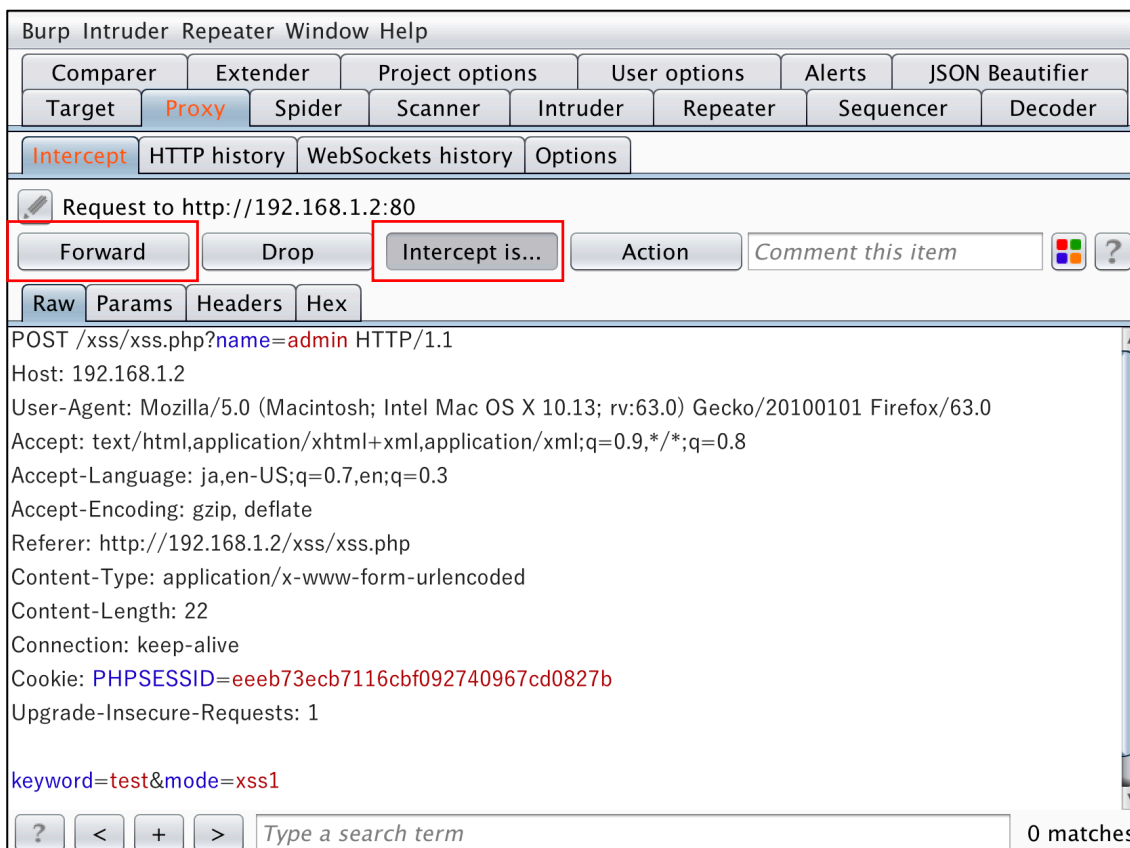 Burp Intruder Repeater Window Help
Comparer Extender Project options User options Alerts JSON Beautifier
Target Proxy Spider Scanner Intruder Repeater Sequencer Decoder
Intercept HTTP history WebSockets history Options
Request to http://192.168.1.2:80
Forward Drop Intercept is... Action Comment this item ?
Raw Params Headers Hex
POST /xss/xss.php?name=admin HTTP/1.1
Host: 192.168.1.2
User-Agent: Mozilla/5.0 (Macintosh; Intel Mac OS X 10.13; rv:63.0) Gecko/20100101 Firefox/63.0
Accept: text/html,application/xhtml+xml,application/xml;q=0.9,*/*;q=0.8
Accept-Language: ja,en-US;q=0.7,en;q=0.3
Accept-Encoding: gzip, deflate
Referer: http://192.168.1.2/xss/xss.php
Content-Type: application/x-www-form-urlencoded
Content-Length: 22
Connection: keep-alive
Cookie: PHPSESSID=eeeb73ecb7116cbf092740967cd0827b
Upgrade-Insecure-Requests: 1
keyword=test&mode=xss1
? < + > Type a search term 0 matches